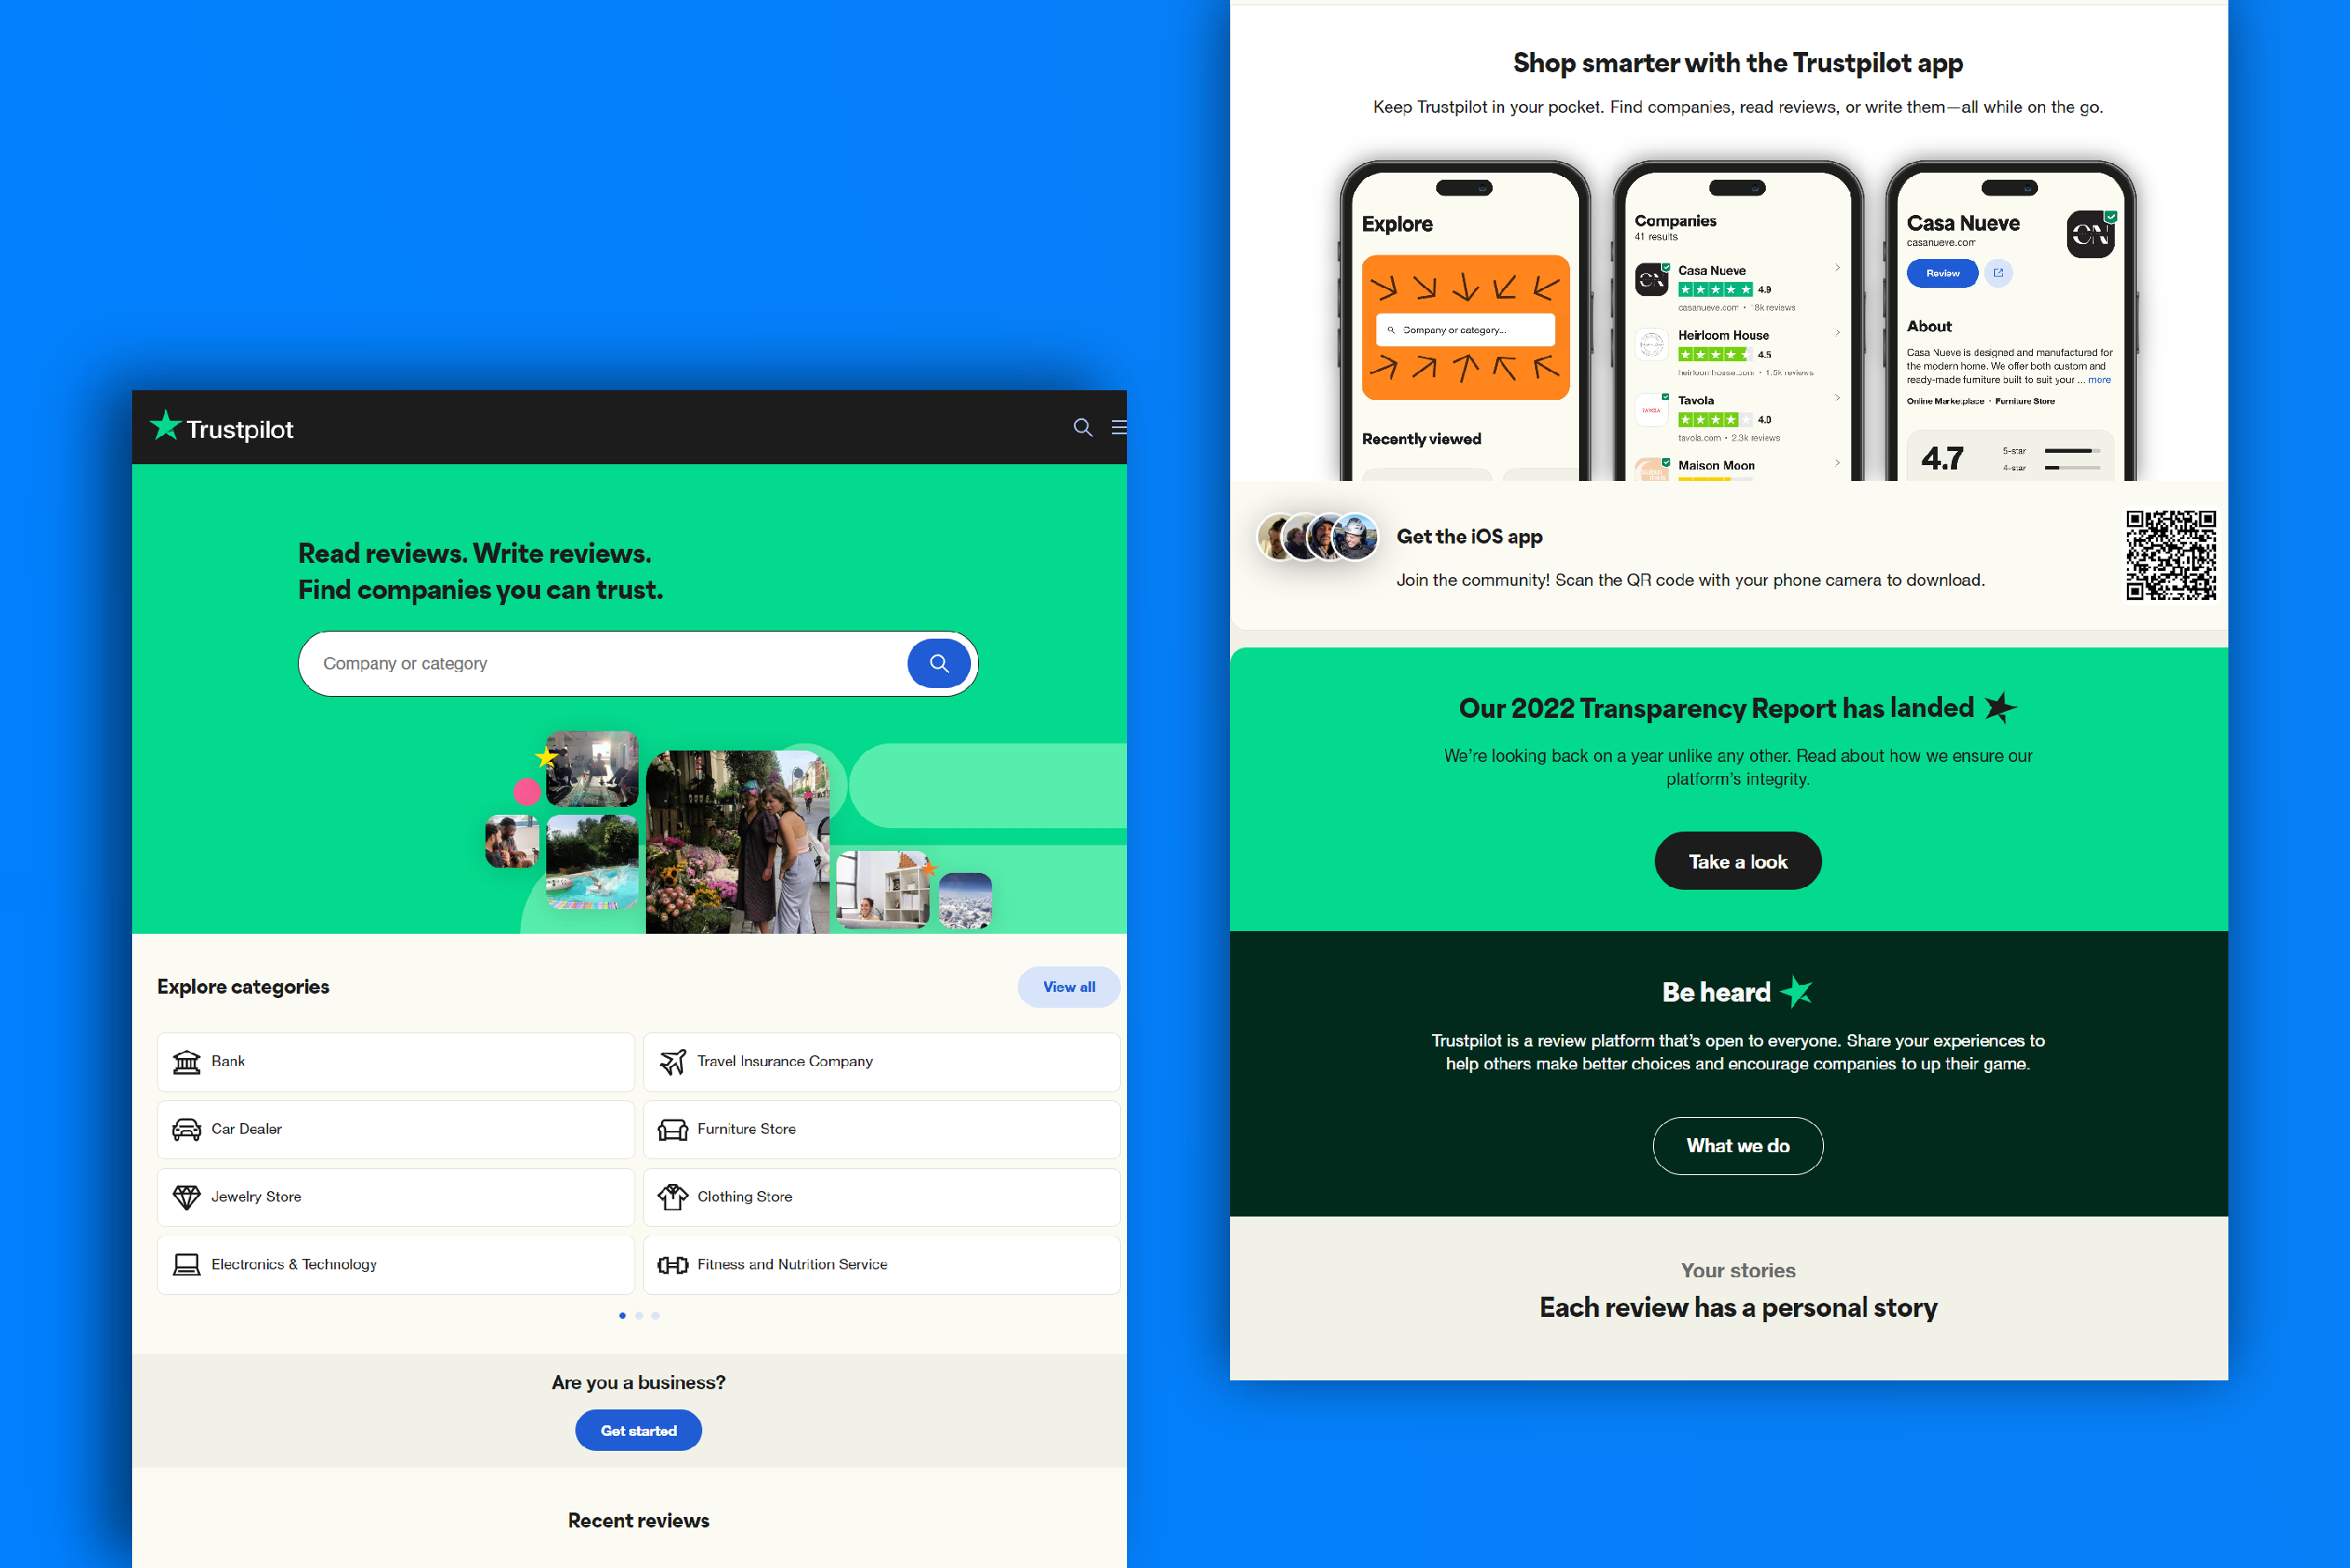 Trustpilot
Read reviews. Write reviews.
Find companies you can trust.
Company or category
Explore categories
View all
Bank
Travel Insurance Company
Car Dealer
Furniture Store
Jewelry Store
Clothing Store
Electronics & Technology
Fitness and Nutrition Service
Are you a business?
Get started
Recent reviews
Shop smarter with the Trustpilot app
Keep Trustpilot in your pocket. Find companies, read reviews, or write them—all while on the go.
Explore
Company or category...
Recently viewed
Companies
41 results
CN
Casa Nueve
4.9
casanueve.com • 18k reviews
Heirloom House
4.5
heirloomhouse.com • 1.5k reviews
TAVOLA
Tavola
4.0
tavola.com • 2.3k reviews
Maison Moon
Casa Nueve
casanueve.com
CN
Review
About
Casa Nueve is designed and manufactured for
the modern home. We offer both custom and
ready-made furniture built to suit your ... more
Online Marketplace • Furniture Store
4.7
5-star
4-star
Get the iOS app
Join the community! Scan the QR code with your phone camera to download.
Our 2022 Transparency Report has landed
We're looking back on a year unlike any other. Read about how we ensure our
platform's integrity.
Take a look
Be heard
Trustpilot is a review platform that's open to everyone. Share your experiences to
help others make better choices and encourage companies to up their game.
What we do
Your stories
Each review has a personal story